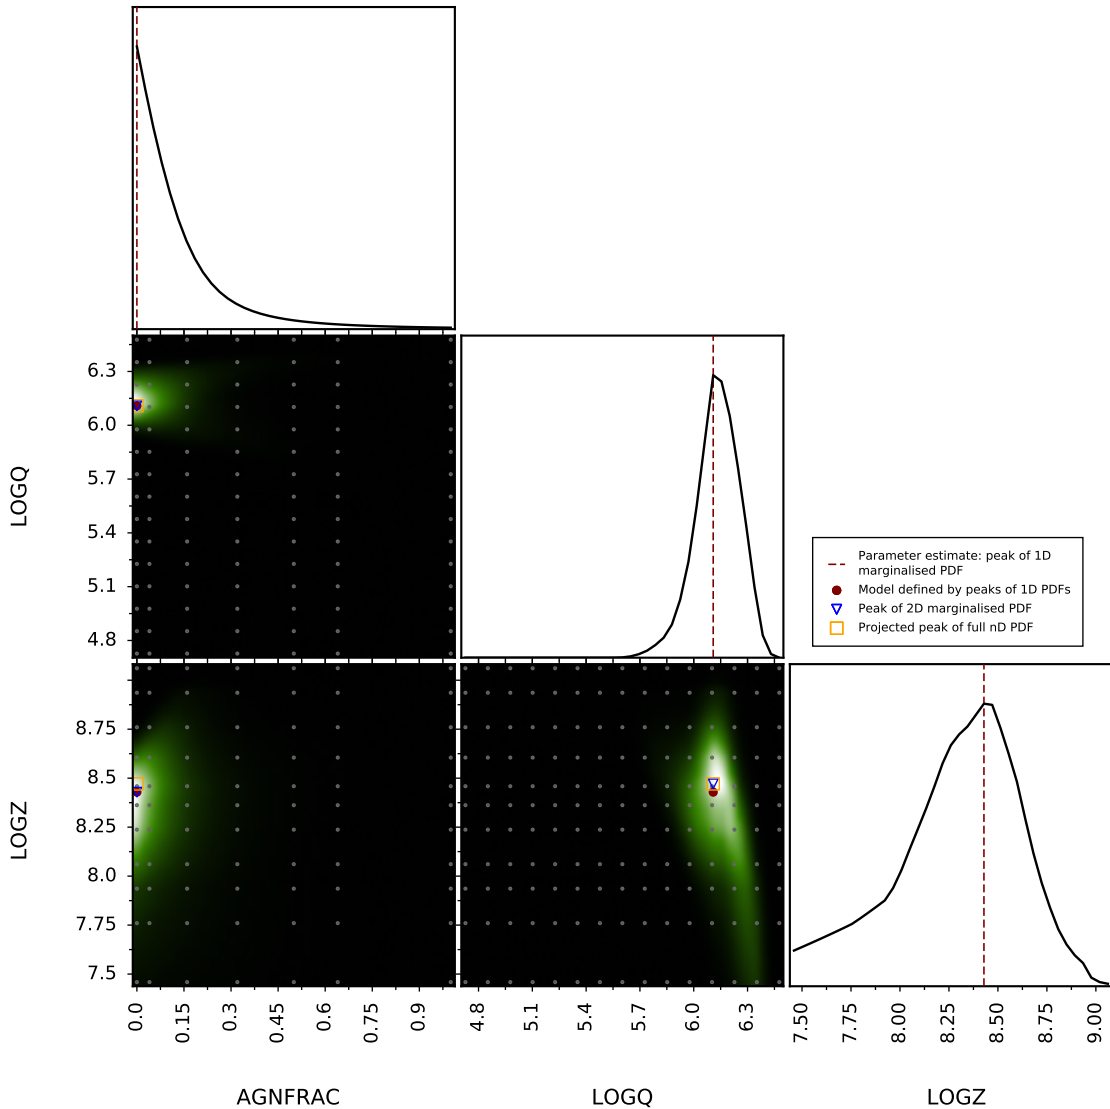 6.3
6.0
5.7
5.4
5.1
4.8
LOGQ
Parameter estimate: peak of 1D
marginalised PDF
Model defined by peaks of 1D PDFs
Peak of 2D marginalised PDF
Projected peak of full nD PDF
8.75
8.5
8.25
8.0
7.75
7.5
LOGZ
0.0 0.15 0.3 0.45 0.6 0.75 0.9
4.8 5.1 5.4 5.7 6.0 6.3
7.50 7.75 8.00 8.25 8.50 8.75 9.00
AGNFRAC
LOGQ
LOGZ